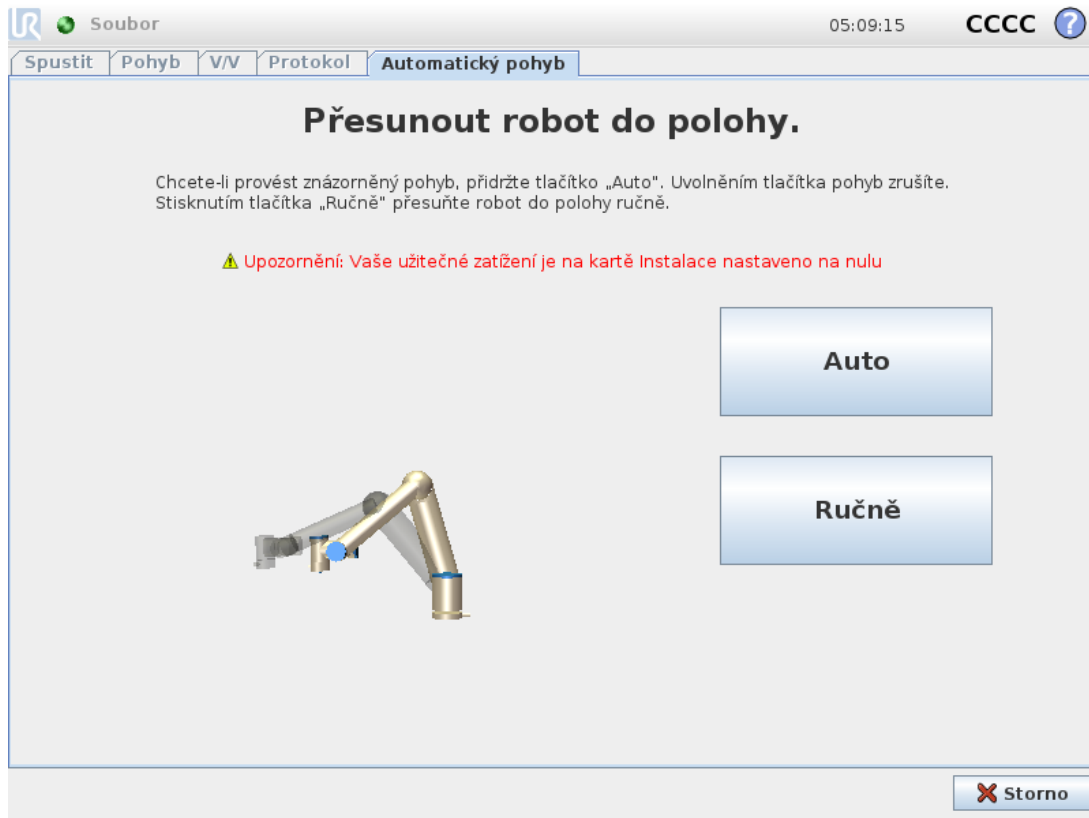 UR Soubor 05:09:15 CCCC ?
Spustit Pohyb V/V Protokol Automatický pohyb
Přesunout robot do polohy.
Chcete-li provést znázorněný pohyb, přidržte tlačítko „Auto". Uvolněním tlačítka pohyb zrušíte.
Stisknutím tlačítka „Ručně" přesuňte robot do polohy ručně.
Upozornění: Vaše užitečné zatížení je na kartě Instalace nastaveno na nulu
Auto
Ručně
Storno